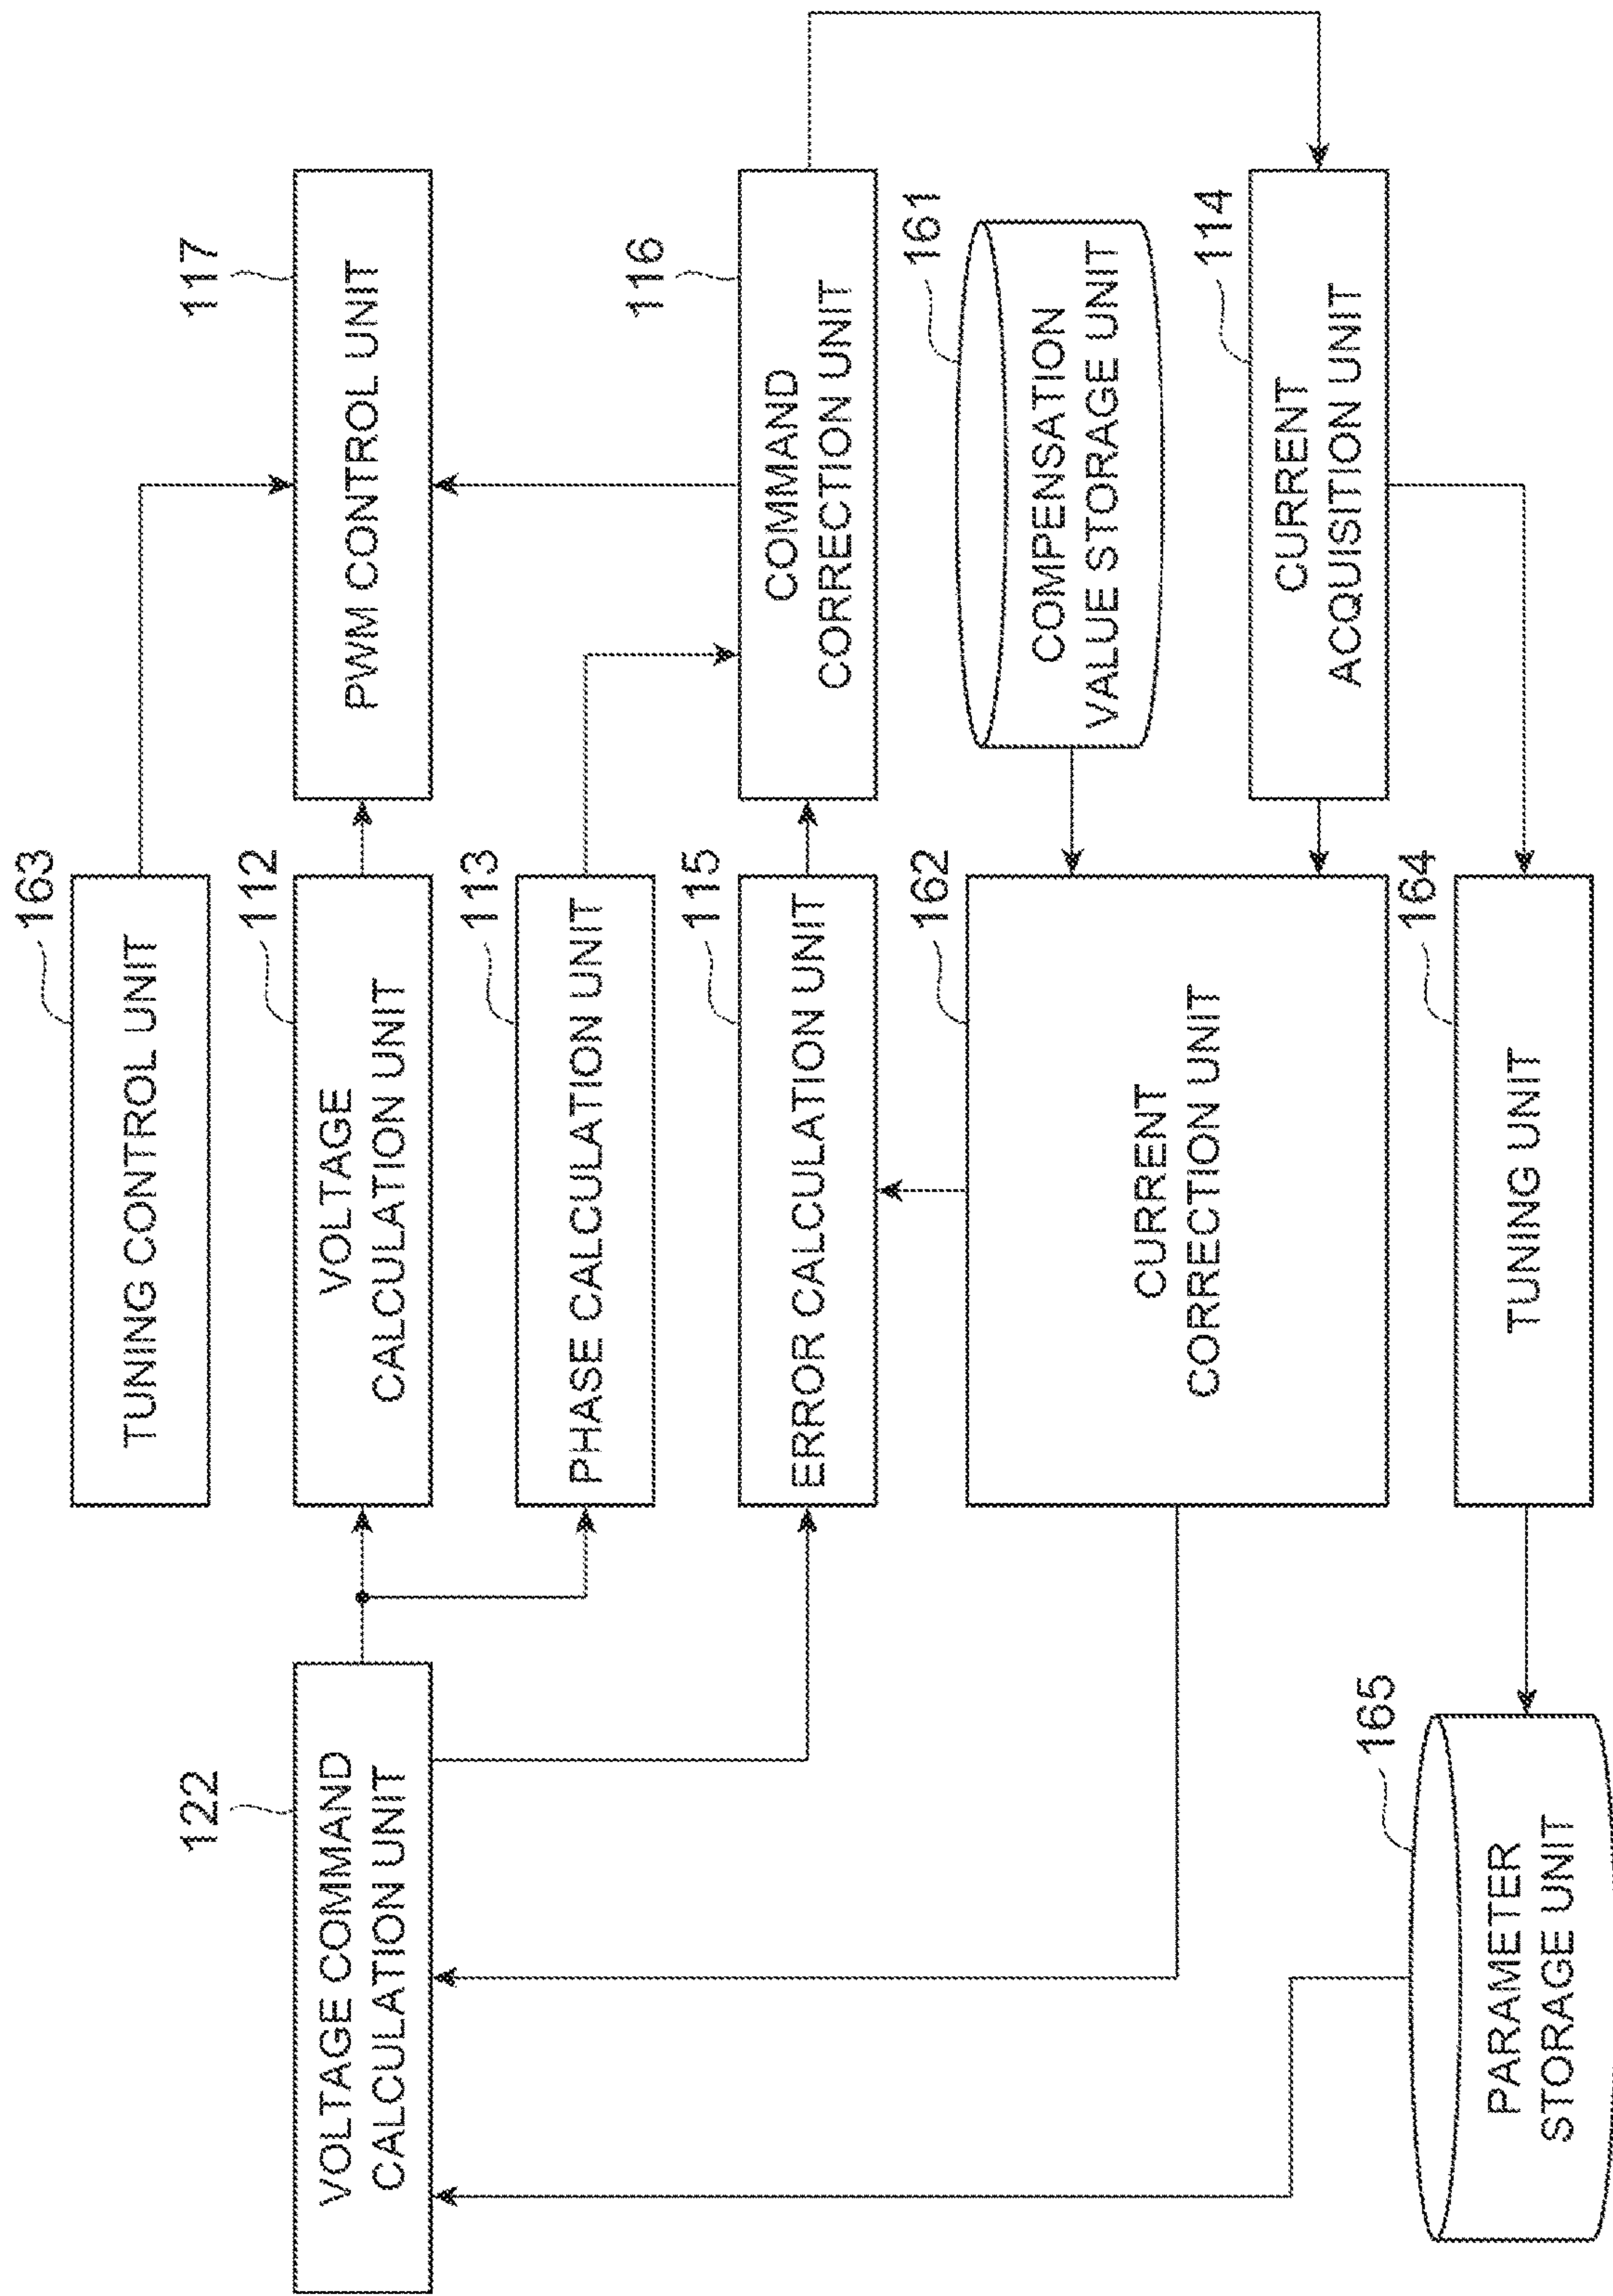 163
TUNING CONTROL UNIT
122
VOLTAGE COMMAND
CALCULATION UNIT
112
VOLTAGE
CALCULATION UNIT
117
PWM CONTROL UNIT
113
PHASE CALCULATION UNIT
115
ERROR CALCULATION UNIT
116
COMMAND
CORRECTION UNIT
162
CURRENT
CORRECTION UNIT
161
COMPENSATION
VALUE STORAGE UNIT
114
CURRENT
ACQUISITION UNIT
165
PARAMETER
STORAGE UNIT
164
TUNING UNIT